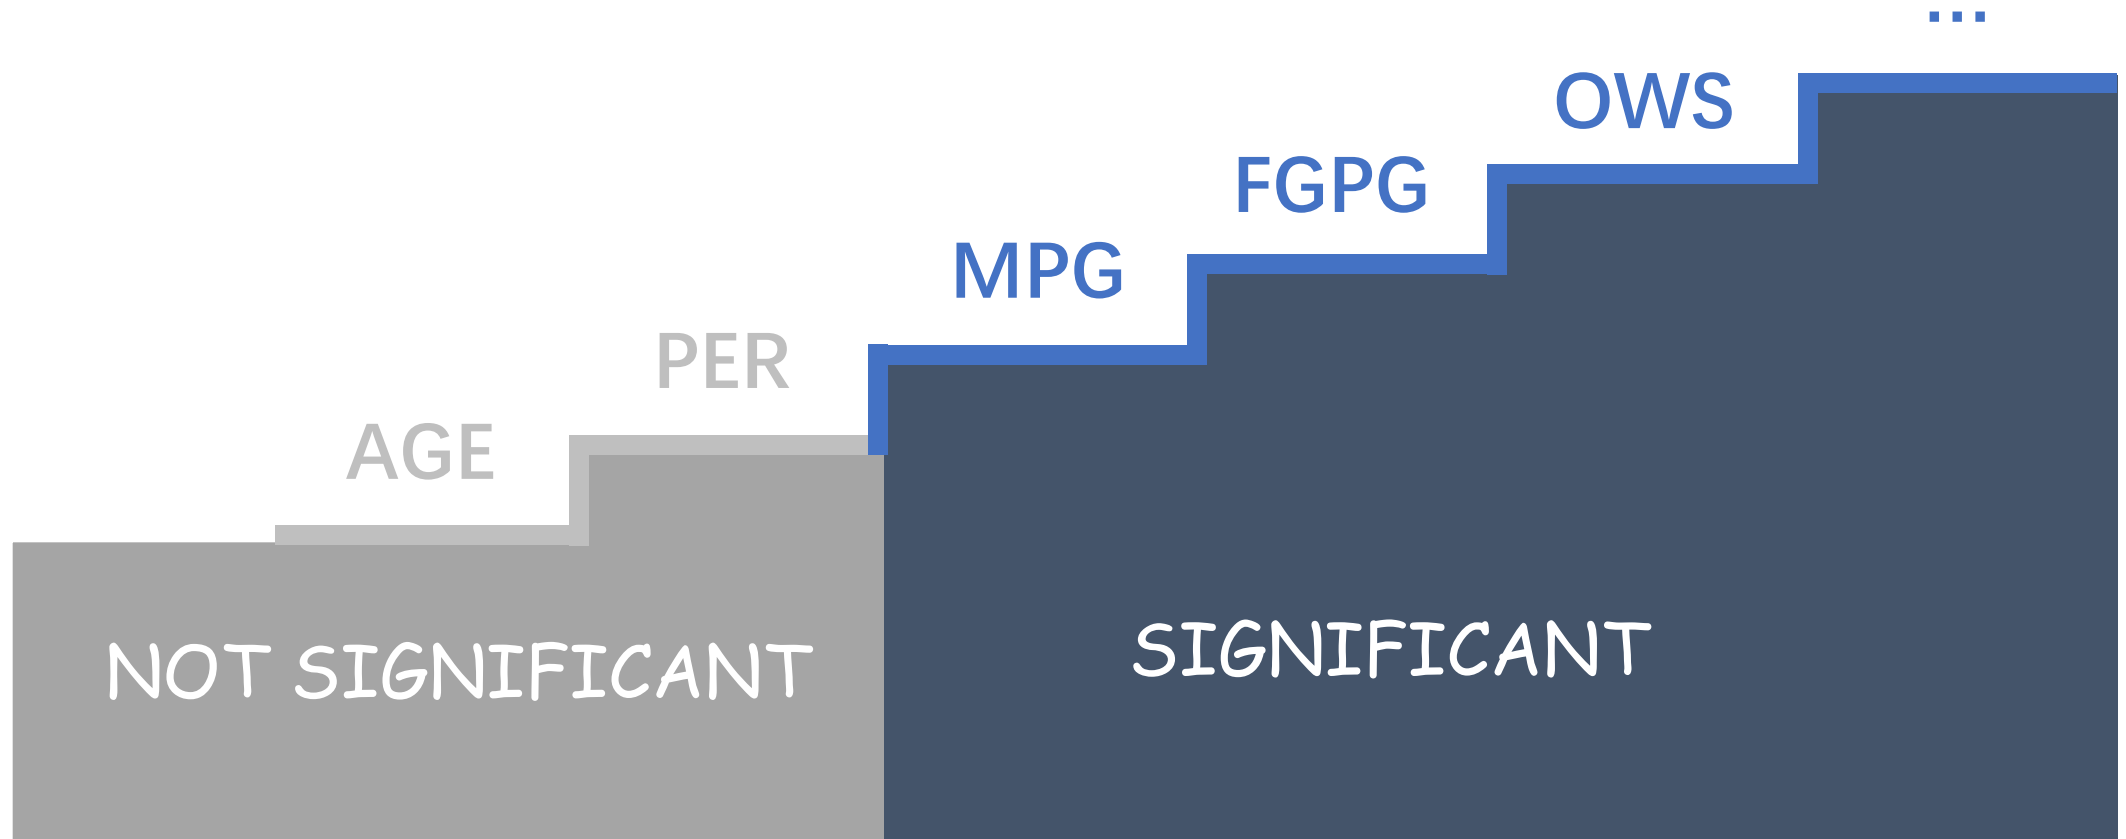 ...
OWS
FGPG
MPG
PER
AGE
NOT SIGNIFICANT
SIGNIFICANT